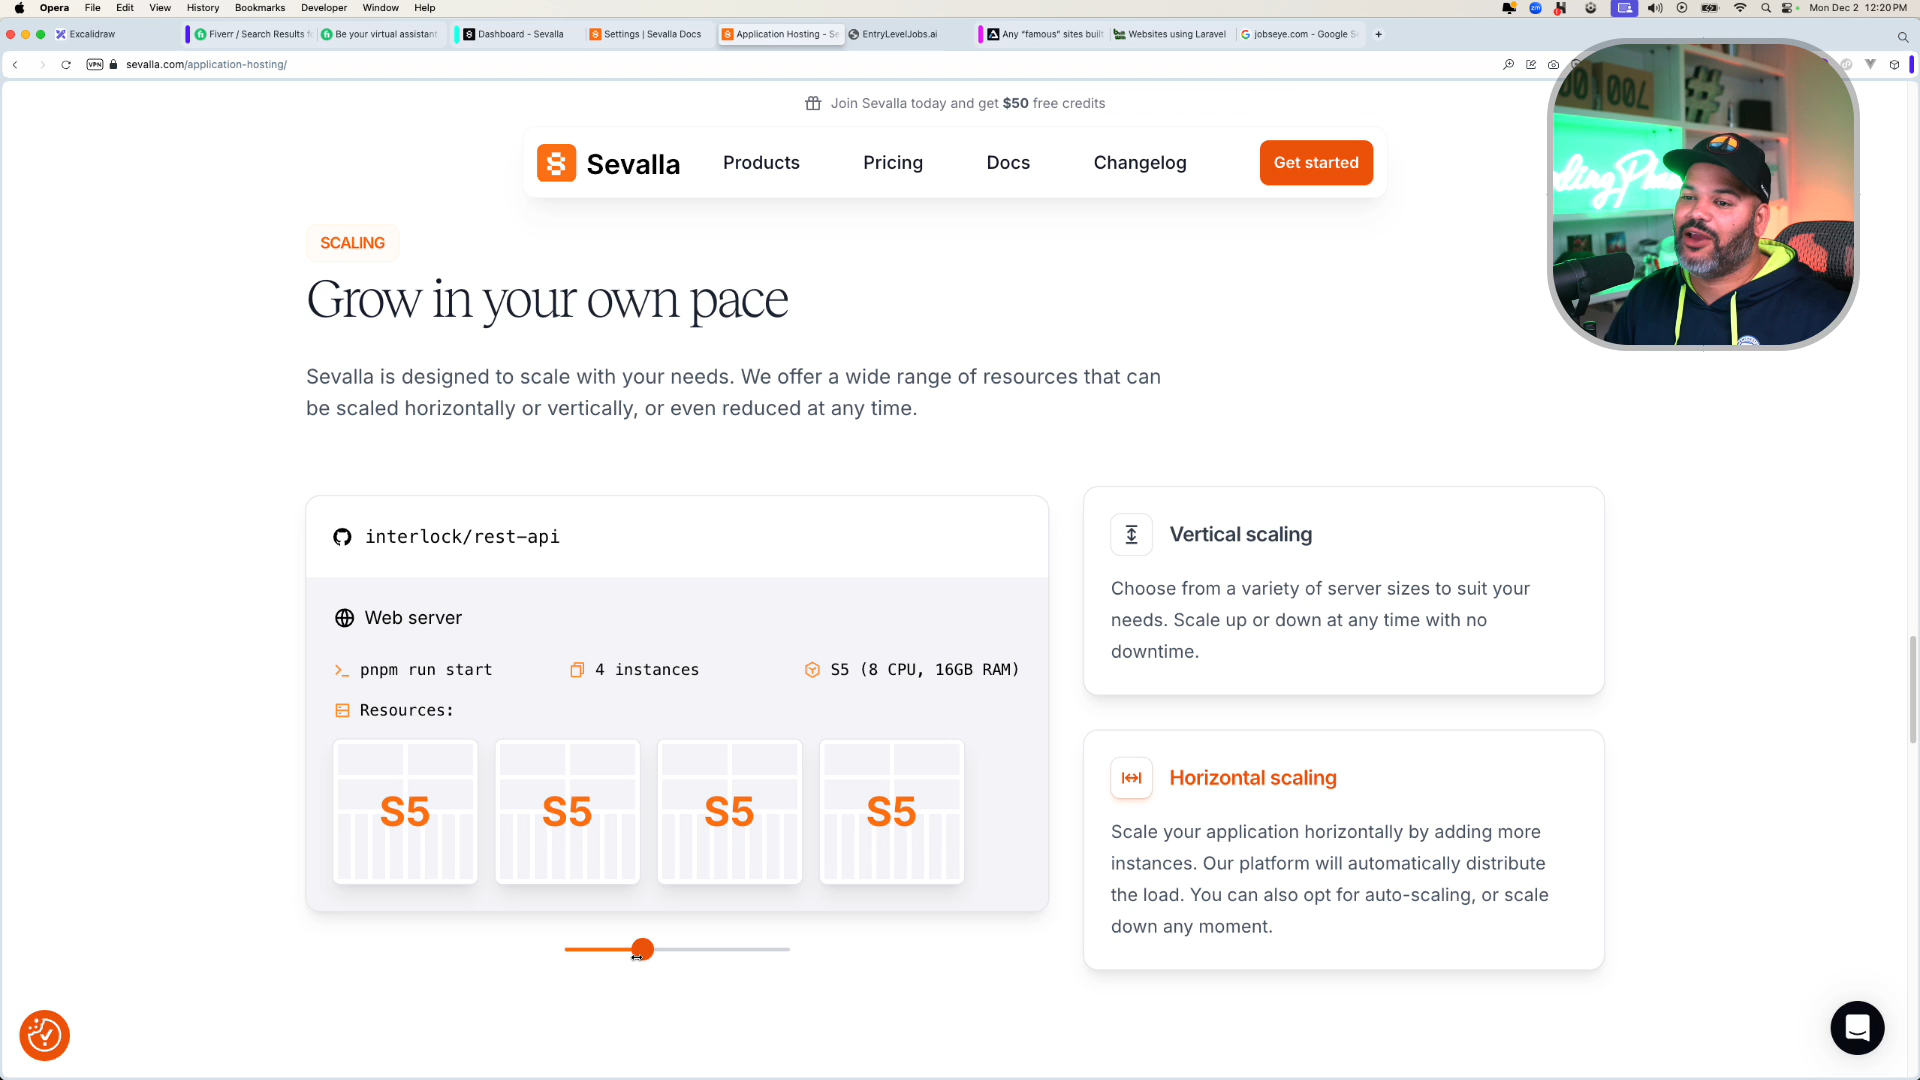 Opera File Edit View History Bookmarks Developer Window Help
Mon Dec 2 12:20PM
Excalidraw
Fiverr / Search Results f
Be your virtual assistant
Dashboard - Sevalla
Settings | Sevalla Docs
Application Hosting - Se
EntryLevelJobs.ai
Any "famous" sites built
Websites using Laravel
jobseye.com - Google S
VPN
sevalla.com/application-hosting/
Join Sevalla today and get $50 free credits
Sevalla
Products
Pricing
Docs
Changelog
Get started
SCALING
Grow in your own pace
Sevalla is designed to scale with your needs. We offer a wide range of resources that can
be scaled horizontally or vertically, or even reduced at any time.
interlock/rest-api
Web server
pnpm run start
4 instances
S5 (8 CPU, 16GB RAM)
Resources:
S5
S5
S5
S5
Vertical scaling
Choose from a variety of server sizes to suit your
needs. Scale up or down at any time with no
downtime.
Horizontal scaling
Scale your application horizontally by adding more
instances. Our platform will automatically distribute
the load. You can also opt for auto-scaling, or scale
down any moment.